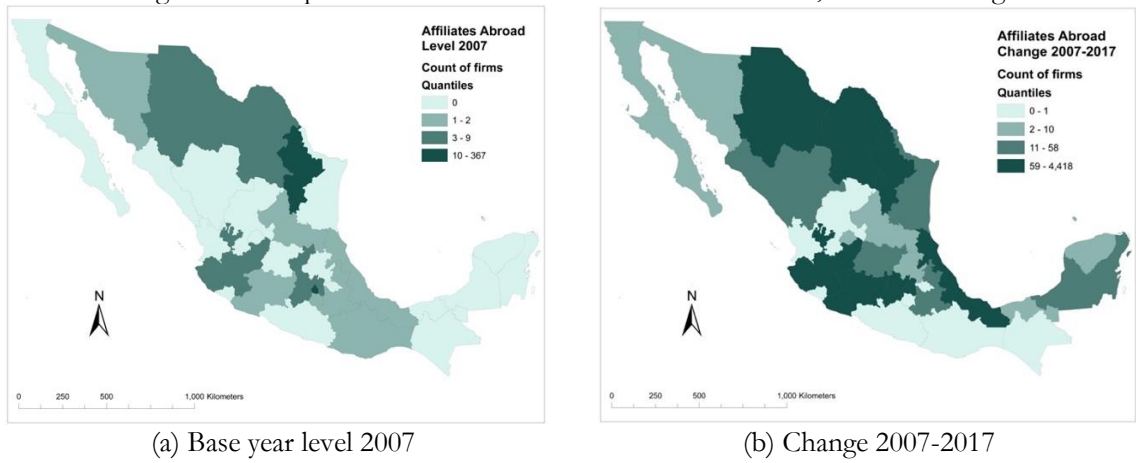 Affiliates Abroad
Level 2007
Count of firms
Quantiles
0
1 - 2
3 - 9
10 - 367
N
0 250 500 1,000 Kilometers
(a) Base year level 2007
Affiliates Abroad
Change 2007-2017
Count of firms
Quantiles
0 - 1
2 - 10
11 - 58
59 - 4,418
N
0 250 500 1,000 Kilometers
(b) Change 2007-2017